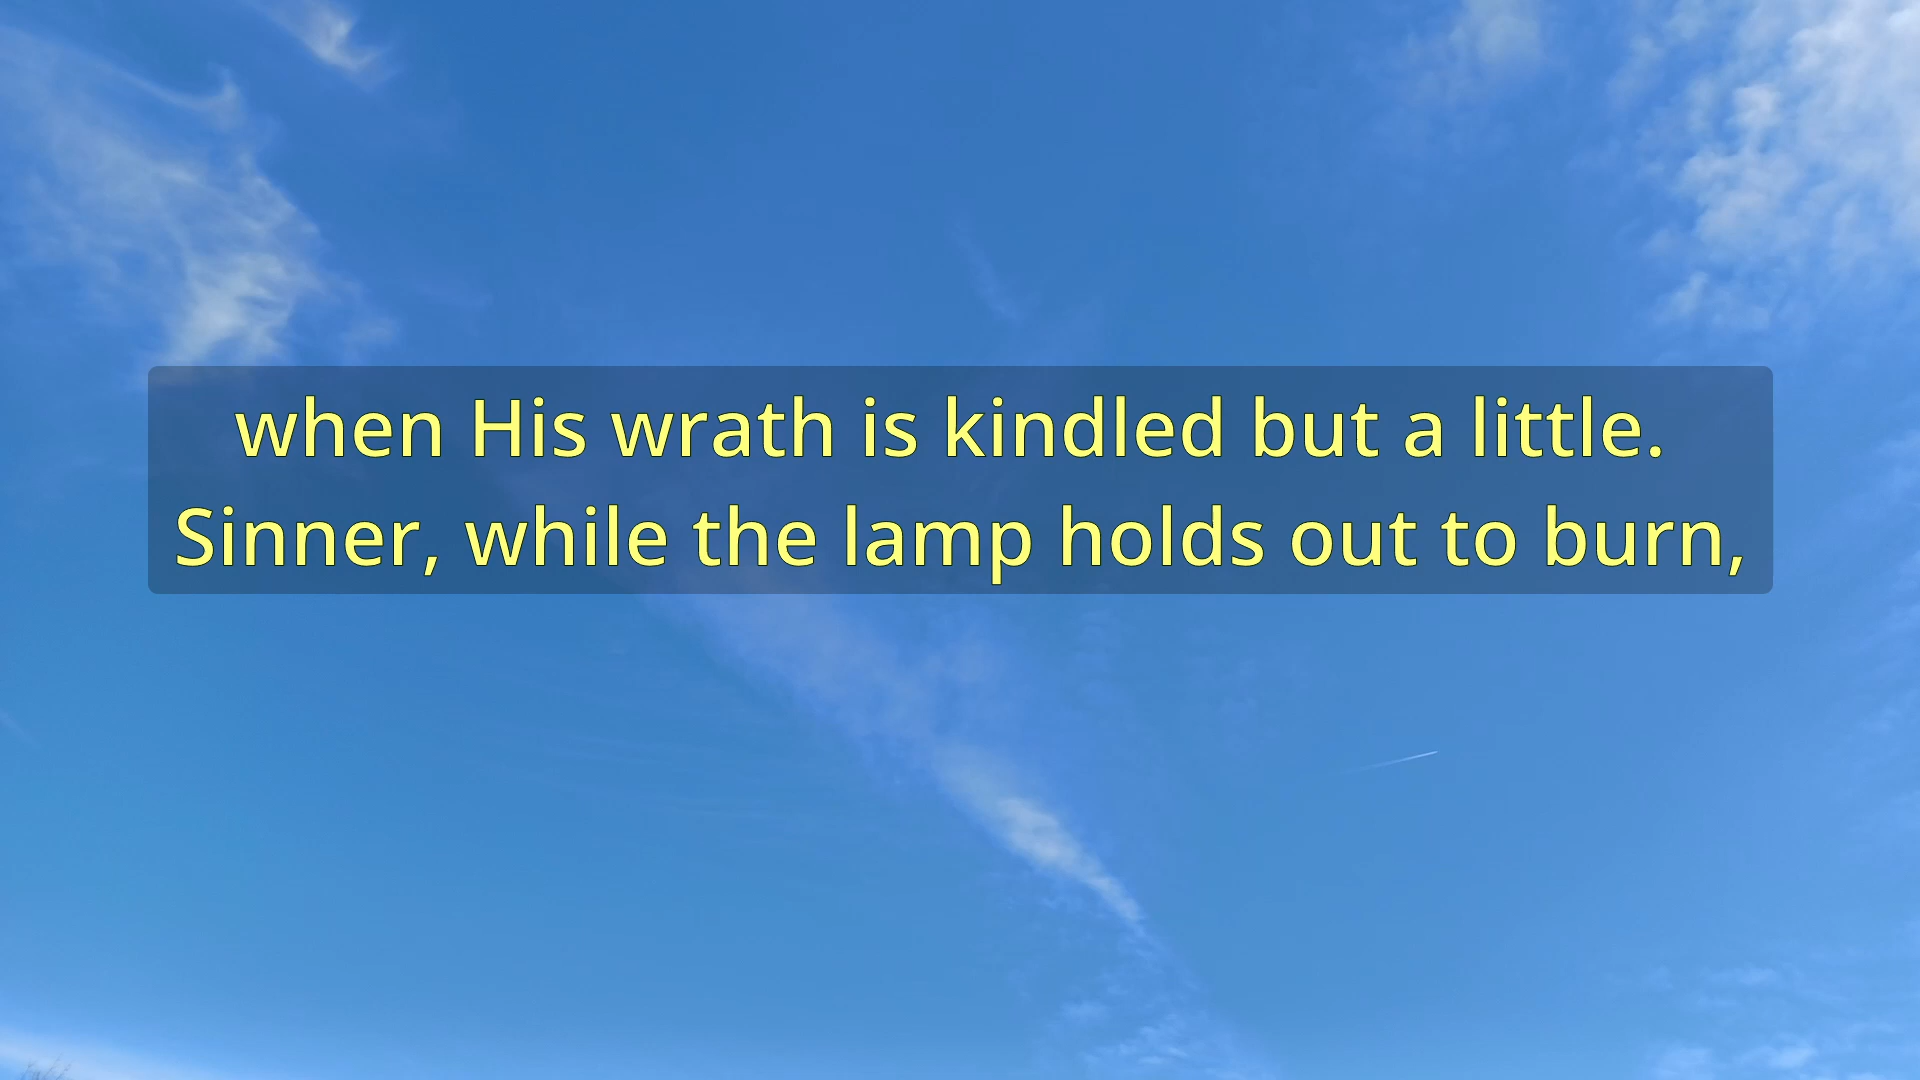 when His wrath is kindled but a little.
Sinner, while the lamp holds out to burn,